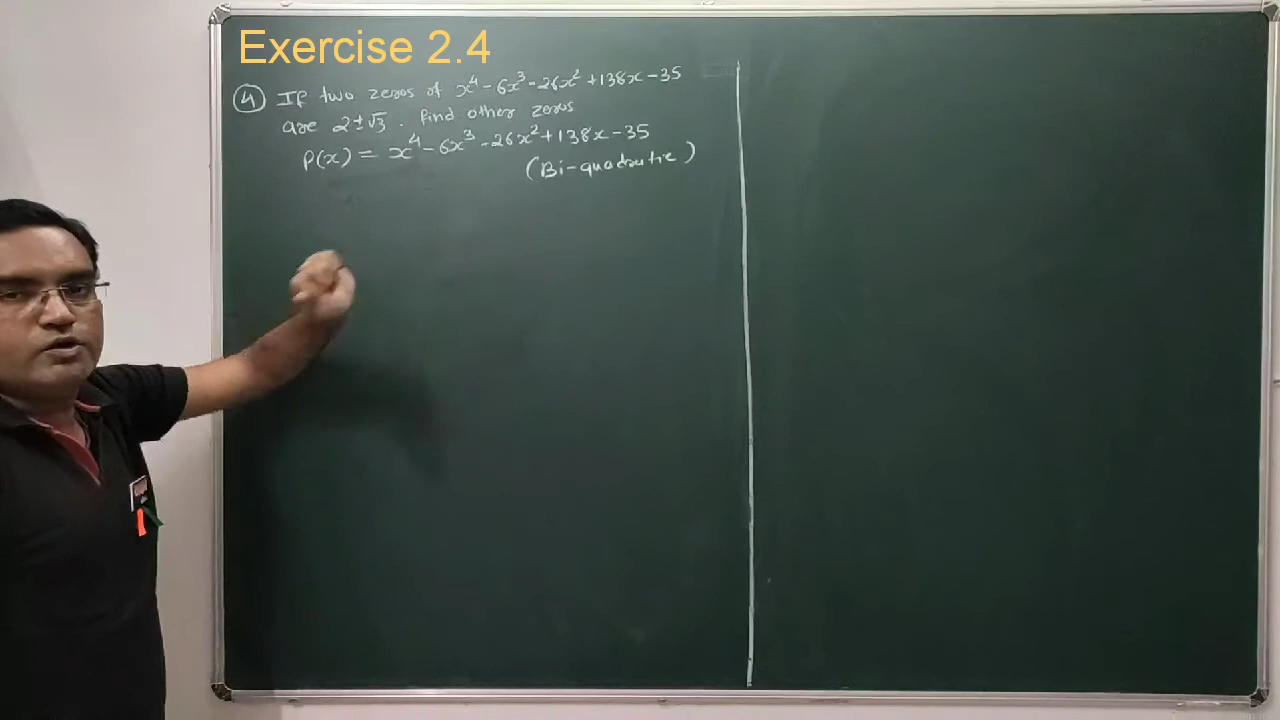 Exercise 2.4
④ If two zeros of x⁴ - 6x³ - 26x² + 138x - 35
are 2±√3. find other zeros
P(x) = x⁴ - 6x³ - 26x² + 138x - 35
(Bi-quadratic)